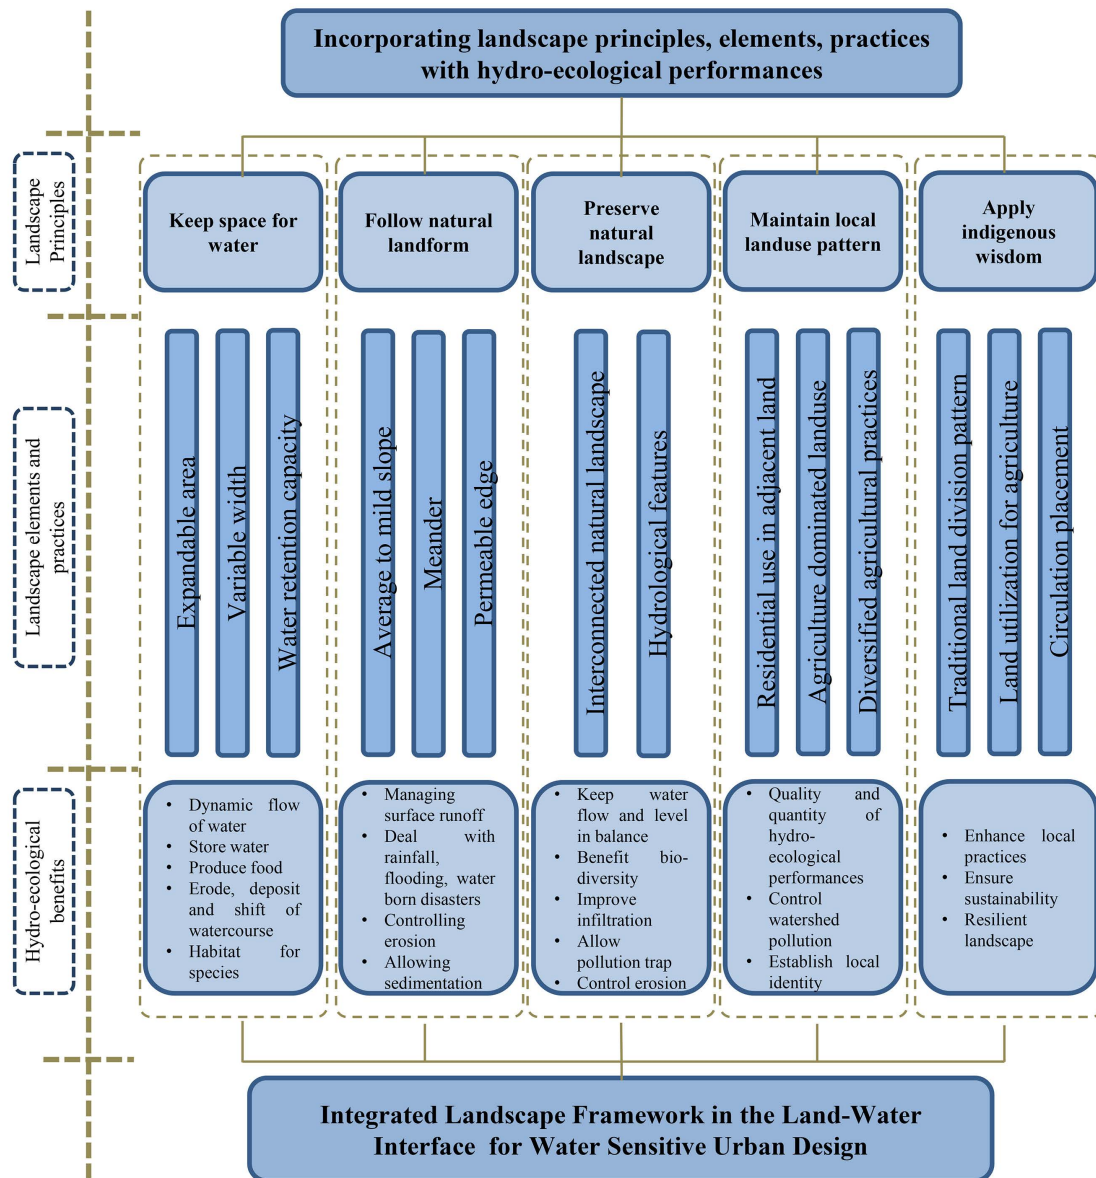 Incorporating landscape principles, elements, practices
with hydro-ecological performances
Landscape
Principles
Keep space for
water
Follow natural
landform
Preserve
natural
landscape
Maintain local
landuse pattern
Apply
indigenous
wisdom
Landscape elements and
practices
Expandable area
Variable width
Water retention capacity
Average to mild slope
Meander
Permeable edge
Interconnected natural landscape
Hydrological features
Residential use in adjacent land
Agriculture dominated landuse
Diversified agricultural practices
Traditional land division pattern
Land utilization for agriculture
Circulation placement
Hydro-ecological
benefits
• Dynamic flow
of water
• Store water
• Produce food
• Erode, deposit
and shift of
watercourse
• Habitat for
species
• Managing
surface runoff
• Deal with
rainfall,
flooding, water
born disasters
• Controlling
erosion
• Allowing
sedimentation
• Keep water
flow and level
in balance
• Benefit bio-
diversity
• Improve
infiltration
• Allow
pollution trap
• Control erosion
• Quality and
quantity of
hydro-
ecological
performances
• Control
watershed
pollution
• Establish local
identity
• Enhance local
practices
• Ensure
sustainability
• Resilient
landscape
Integrated Landscape Framework in the Land-Water
Interface for Water Sensitive Urban Design